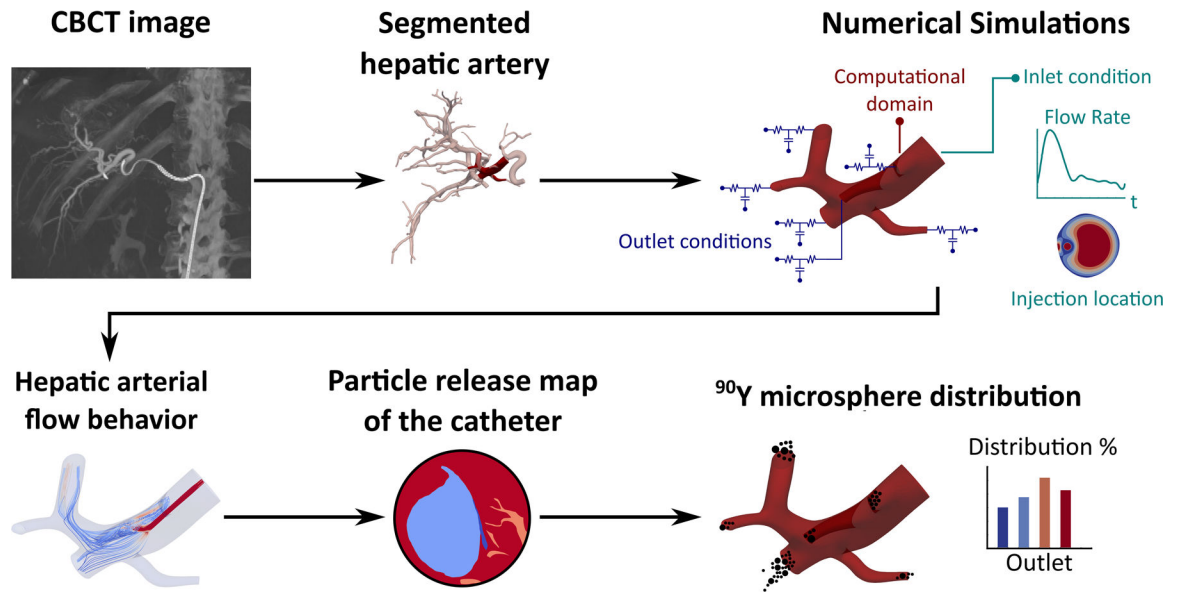 CBCT image
Segmented
hepatic artery
Numerical Simulations
Computational
domain
Inlet condition
Flow Rate
t
Outlet conditions
Injection location
Hepatic arterial
flow behavior
Particle release map
of the catheter
⁹⁰Y microsphere distribution
Distribution %
Outlet